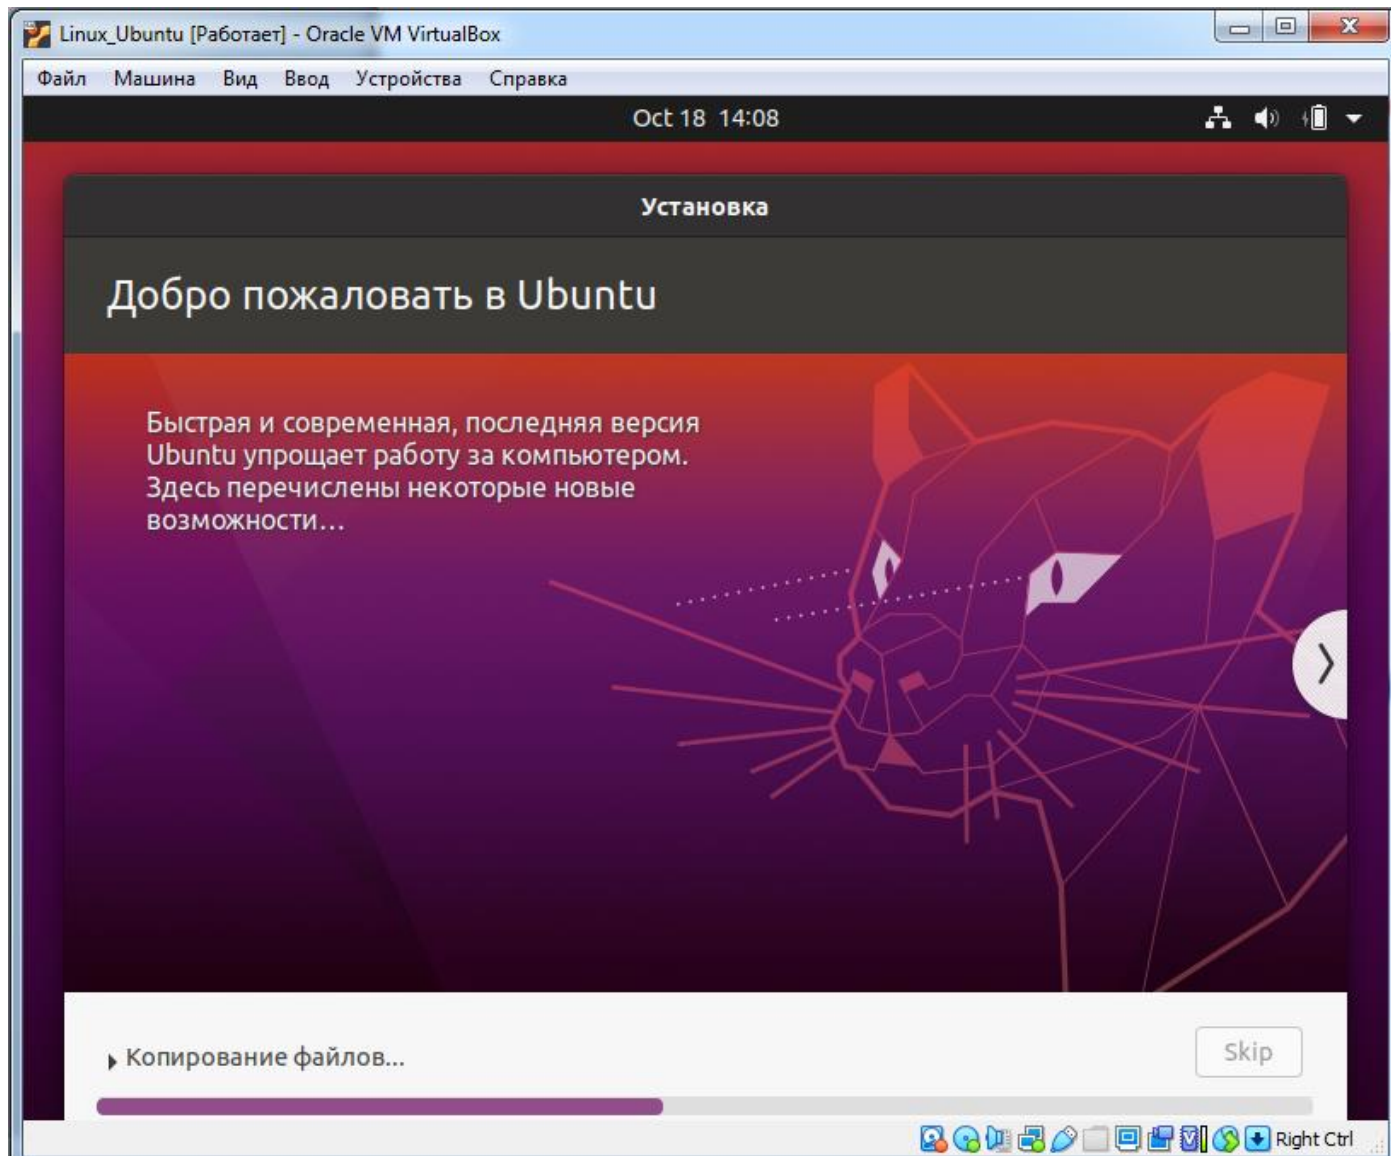 Linux_Ubuntu [Работает] - Oracle VM VirtualBox
Файл Машина Вид Ввод Устройства Справка
Oct 18 14:08
Установка
Добро пожаловать в Ubuntu
Быстрая и современная, последняя версия
Ubuntu упрощает работу за компьютером.
Здесь перечислены некоторые новые
возможности...
Копирование файлов...
Skip
Right Ctrl